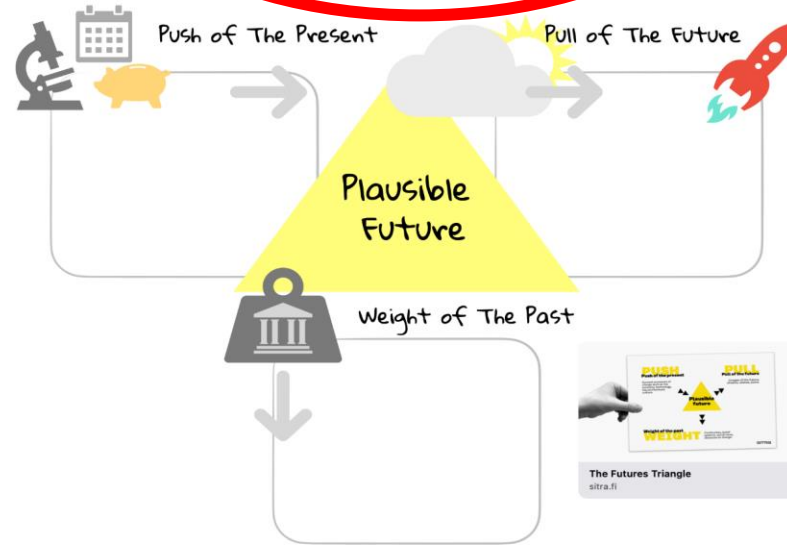 Push of The Present
Pull of The Future
Plausible
Future
Weight of The Past
PUSH
Push of the present
PULL
Pull of the future
Plausible
future
Weight of the past
WEIGHT
The Futures Triangle
sitra.fi